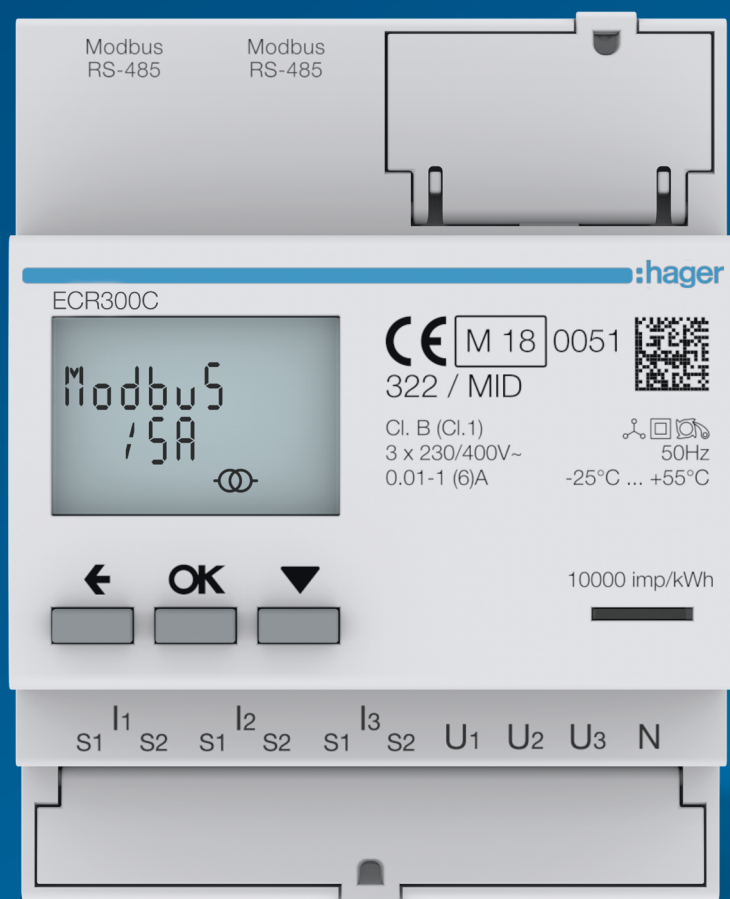 Modbus Modbus
RS-485 RS-485
:hager
ECR300C
Modbus
/5A
CE M 18 0051
322 / MID
Cl. B (Cl.1)
3 x 230/400V~ 50Hz
0.01-1 (6)A -25°C ... +55°C
OK
10000 imp/kWh
I1 I2 I3
S1 S2 S1 S2 S1 S2 U1 U2 U3 N